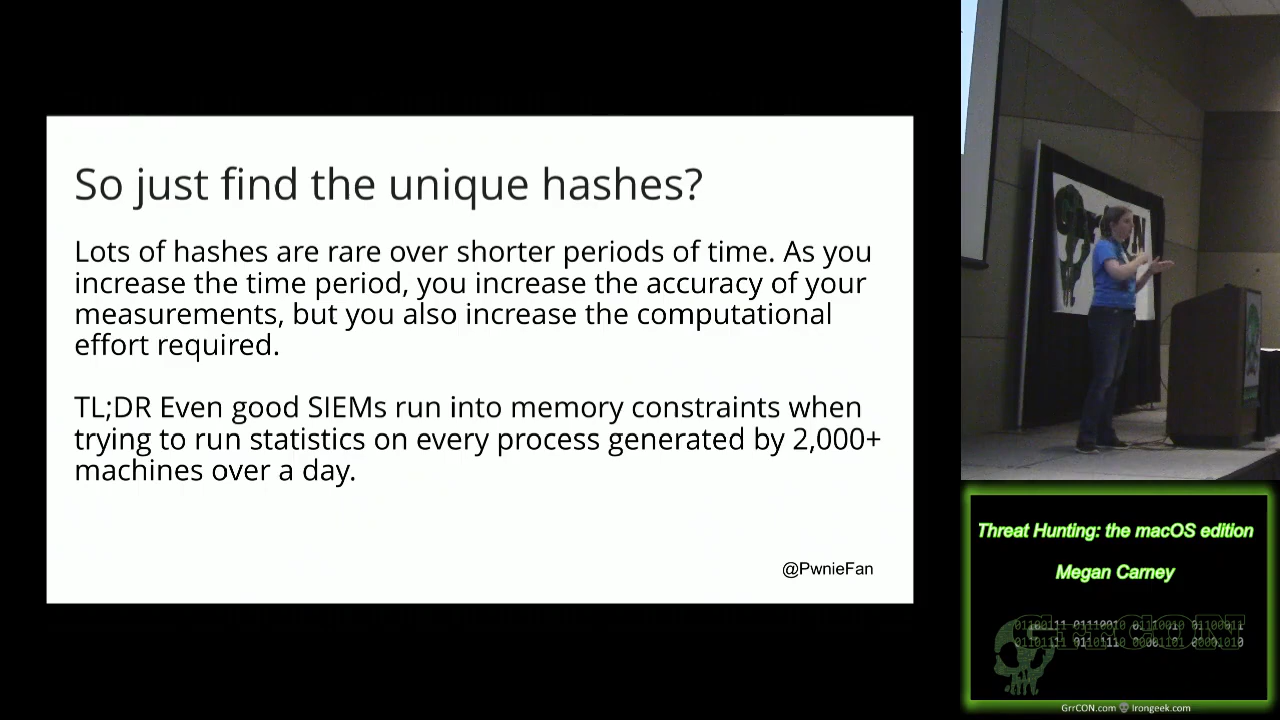 So just find the unique hashes?
Lots of hashes are rare over shorter periods of time. As you
increase the time period, you increase the accuracy of your
measurements, but you also increase the computational
effort required.
TL;DR Even good SIEMs run into memory constraints when
trying to run statistics on every process generated by 2,000+
machines over a day.
@PwnieFan
Threat Hunting: the macOS edition
Megan Carney
GrrCON
GrrCON.com Irongeek.com